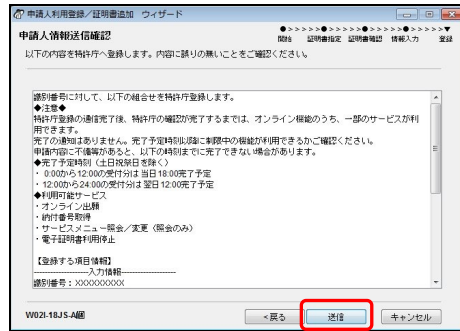 申請人利用登録／証明書追加　ウィザード
申請人情報送信確認
●>>>>>●>>>>>●>>>>>●>>>>>▼
開始　証明書指定　証明書確認　情報入力　登録
以下の内容を特許庁へ登録します。内容に誤りの無いことをご確認ください。
識別番号に対して、以下の組合せを特許庁登録します。
◆注意◆
特許庁登録の通信完了後、特許庁の確認が完了するまでは、オンライン機能のうち、一部のサービスが利
用できます。
完了の通知はありません。完了予定時刻以降に制限中の機能が利用できるかご確認ください。
申請内容に不備等があると、以下の時刻までに完了できない場合があります。
◆完了予定時刻（土日祝祭日を除く）
・ 0:00から12:00の受付分は 当日18:00完了予定
・ 12:00から24:00の受付分は 翌日12:00完了予定
◆利用可能サービス
・オンライン出願
・納付番号取得
・サービスメニュー照会／変更（照会のみ）
・電子証明書利用停止
【登録する項目情報】
--------------------入力情報--------------------
識別番号：XXXXXXXXX
W02I-18JS-A
<戻る　送信　キャンセル